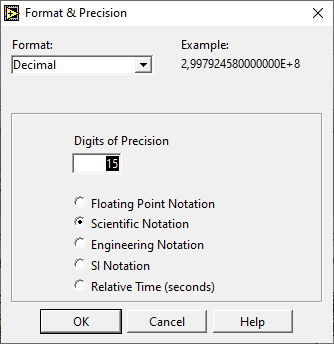 Format & Precision
Format:
Example:
Decimal
2,997924580000000E+8
Digits of Precision
15
Floating Point Notation
Scientific Notation
Engineering Notation
SI Notation
Relative Time (seconds)
OK
Cancel
Help